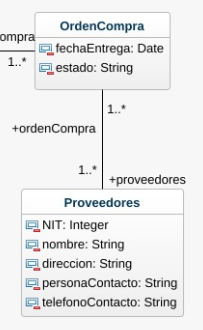 OrdenCompra
ompra
fechaEntrega: Date
1..*
estado: String
1..*
+ordenCompra
1..*
+proveedores
Proveedores
NIT: Integer
nombre: String
direccion: String
personaContacto: String
telefonoContacto: String